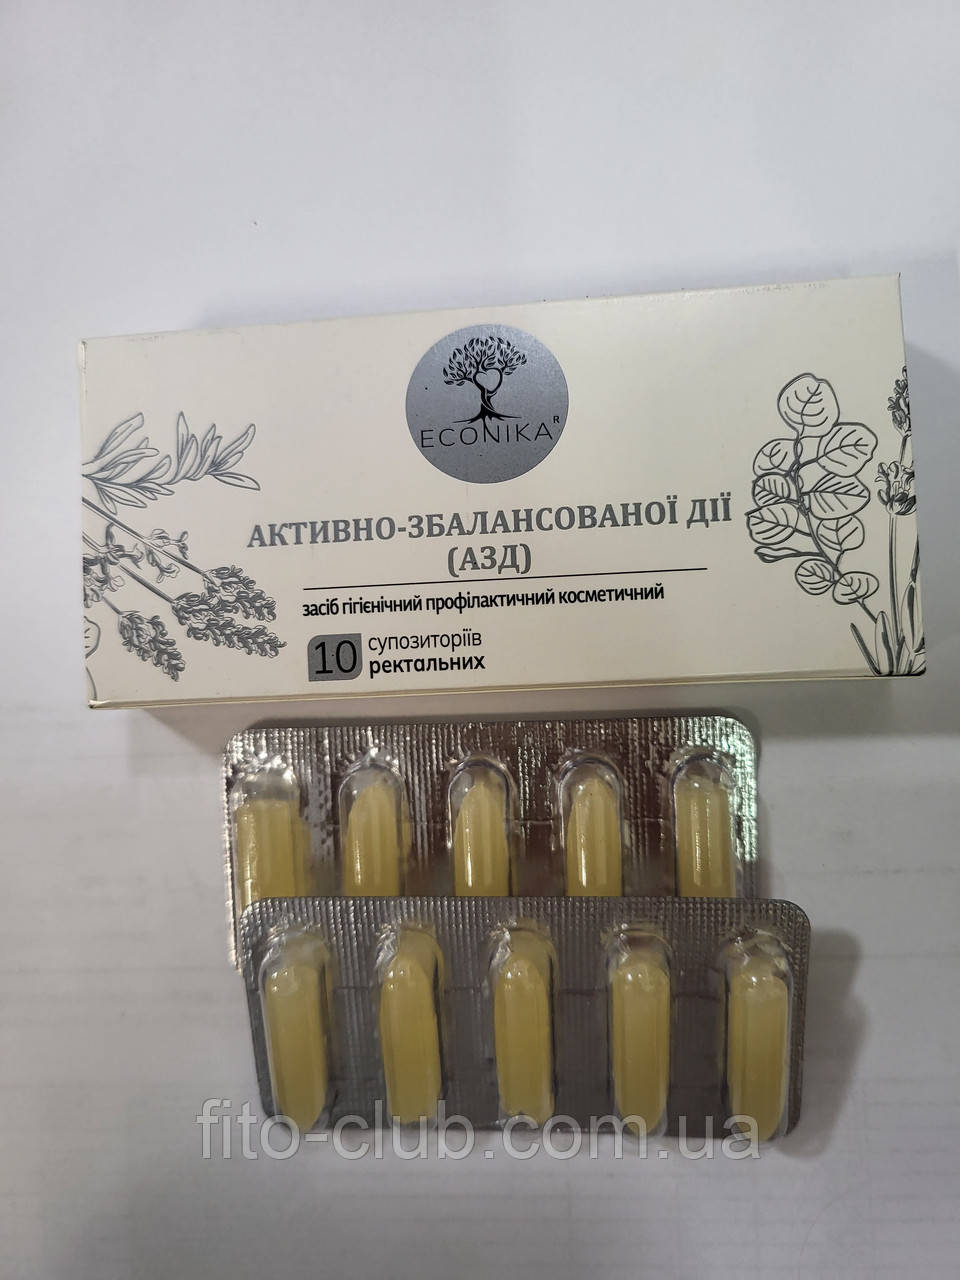 ECONIKA R
АКТИВНО-ЗБАЛАНСОВАНОЇ ДІЇ
(АЗД)
засіб гігієнічний профілактичний косметичний
10 супозиторіїв
ректальних
fito-club.com.ua